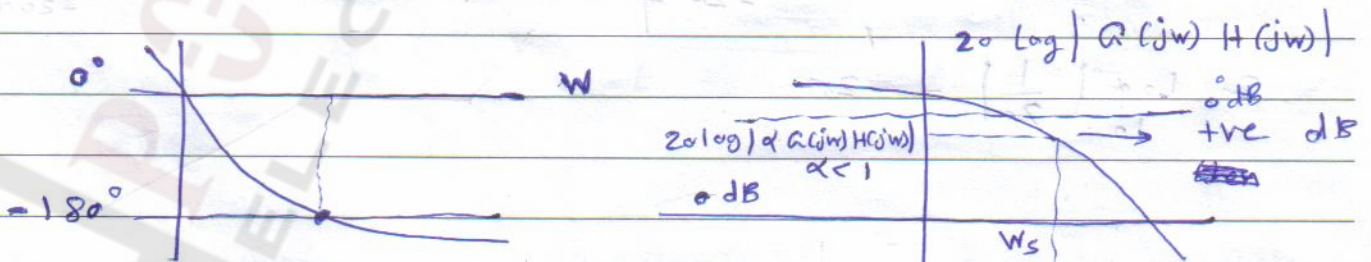 20 log | G(jw) H(jw)|
0° W
0 dB
20 log | α G(jw) H(jw)| +ve dB
α < 1
0 dB
-180°
Ws